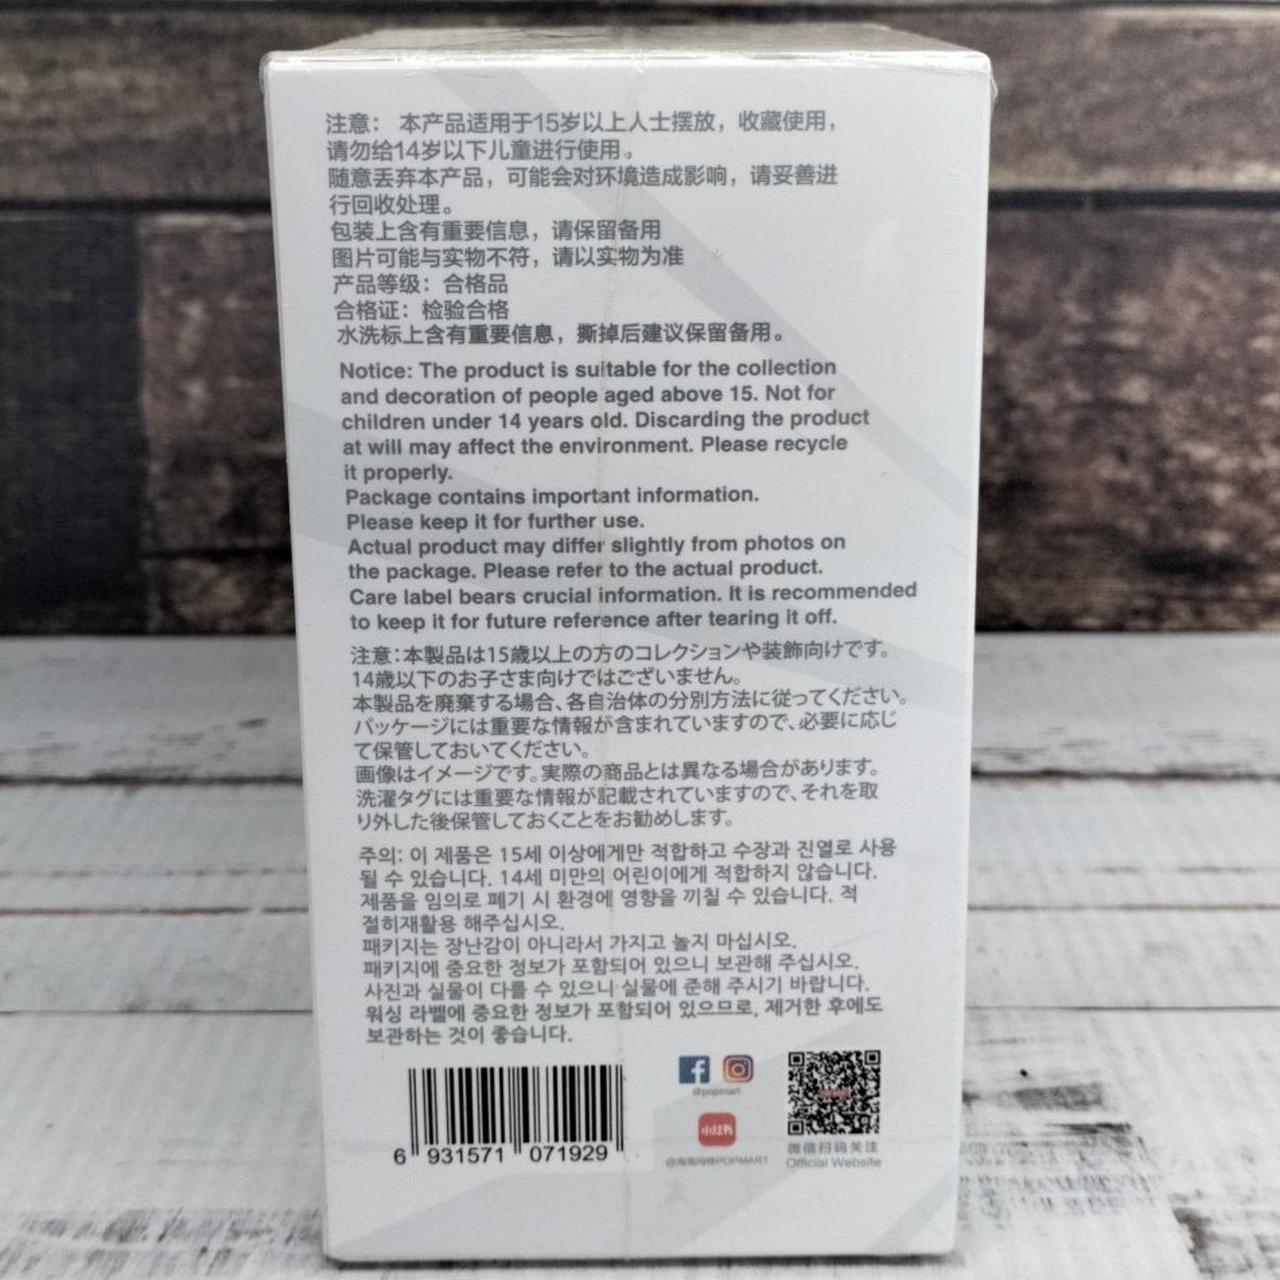 注意： 本产品适用于15岁以上人士摆放，收藏使用，
请勿给14岁以下儿童进行使用。
随意丢弃本产品，可能会对环境造成影响，请妥善进
行回收处理。
包装上含有重要信息，请保留备用
图片可能与实物不符，请以实物为准
产品等级：合格品
合格证：检验合格
水洗标上含有重要信息，撕掉后建议保留备用。
Notice: The product is suitable for the collection
and decoration of people aged above 15. Not for
children under 14 years old. Discarding the product
at will may affect the environment. Please recycle
it properly.
Package contains important information.
Please keep it for further use.
Actual product may differ slightly from photos on
the package. Please refer to the actual product.
Care label bears crucial information. It is recommended
to keep it for future reference after tearing it off.
注意：本製品は15歳以上の方のコレクションや装飾向けです。
14歳以下のお子さま向けではございません。
本製品を廃棄する場合、各自治体の分別方法に従ってください。
パッケージには重要な情報が含まれていますので、必要に応じ
て保管しておいてください。
画像はイメージです。実際の商品とは異なる場合があります。
洗濯タグには重要な情報が記載されていますので、それを取
り外した後保管しておくことをお勧めします。
주의: 이 제품은 15세 이상에게만 적합하고 수장과 진열로 사용
될 수 있습니다. 14세 미만의 어린이에게 적합하지 않습니다.
제품을 임의로 폐기 시 환경에 영향을 끼칠 수 있습니다. 적
절히재활용 해주십시오.
패키지는 장난감이 아니라서 가지고 놀지 마십시오.
패키지에 중요한 정보가 포함되어 있으니 보관해 주십시오.
사진과 실물이 다를 수 있으니 실물에 준해 주시기 바랍니다.
워싱 라벨에 중요한 정보가 포함되어 있으므로, 제거한 후에도
보관하는 것이 좋습니다.
@popmart
小红书
POPMART
微信扫码关注
Official Website
6 931571 071929